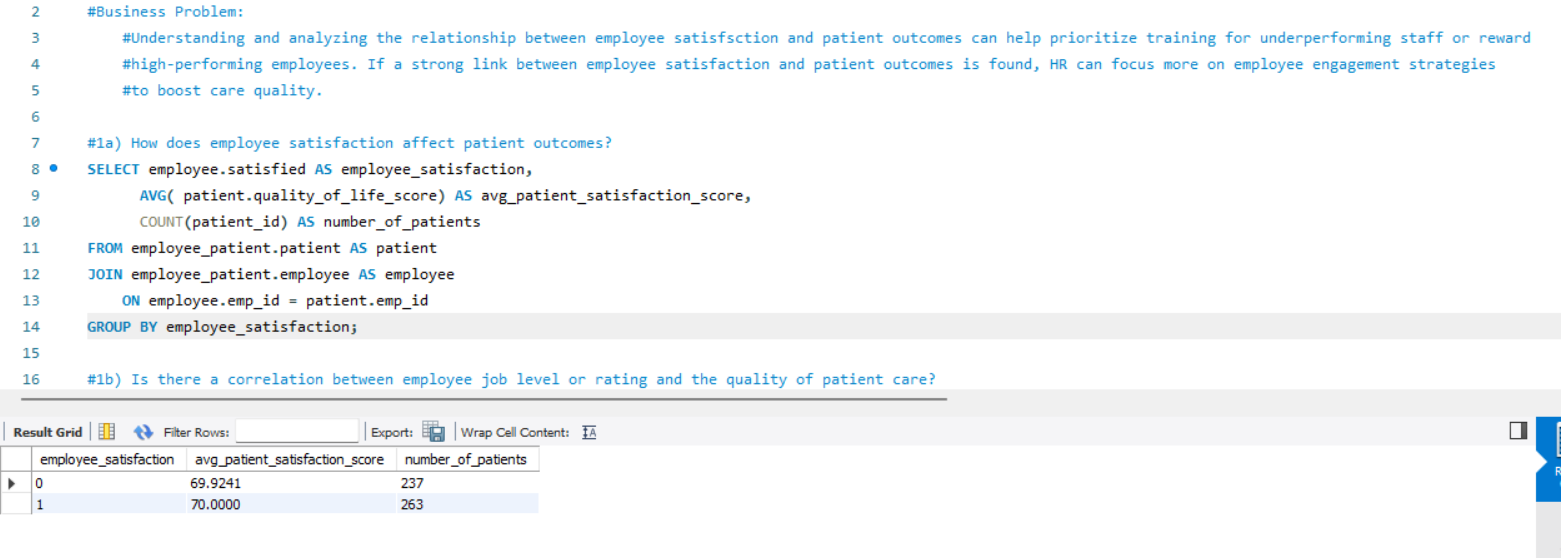 2 #Business Problem:
3 #Understanding and analyzing the relationship between employee satisfsction and patient outcomes can help prioritize training for underperforming staff or reward
4 #high-performing employees. If a strong link between employee satisfaction and patient outcomes is found, HR can focus more on employee engagement strategies
5 #to boost care quality.
6
7 #1a) How does employee satisfaction affect patient outcomes?
8 SELECT employee.satisfied AS employee_satisfaction,
9 AVG( patient.quality_of_life_score) AS avg_patient_satisfaction_score,
10 COUNT(patient_id) AS number_of_patients
11 FROM employee_patient.patient AS patient
12 JOIN employee_patient.employee AS employee
13 ON employee.emp_id = patient.emp_id
14 GROUP BY employee_satisfaction;
15
16 #1b) Is there a correlation between employee job level or rating and the quality of patient care?
Result Grid Filter Rows: Export: Wrap Cell Content:
employee_satisfaction avg_patient_satisfaction_score number_of_patients
0 69.9241 237
1 70.0000 263